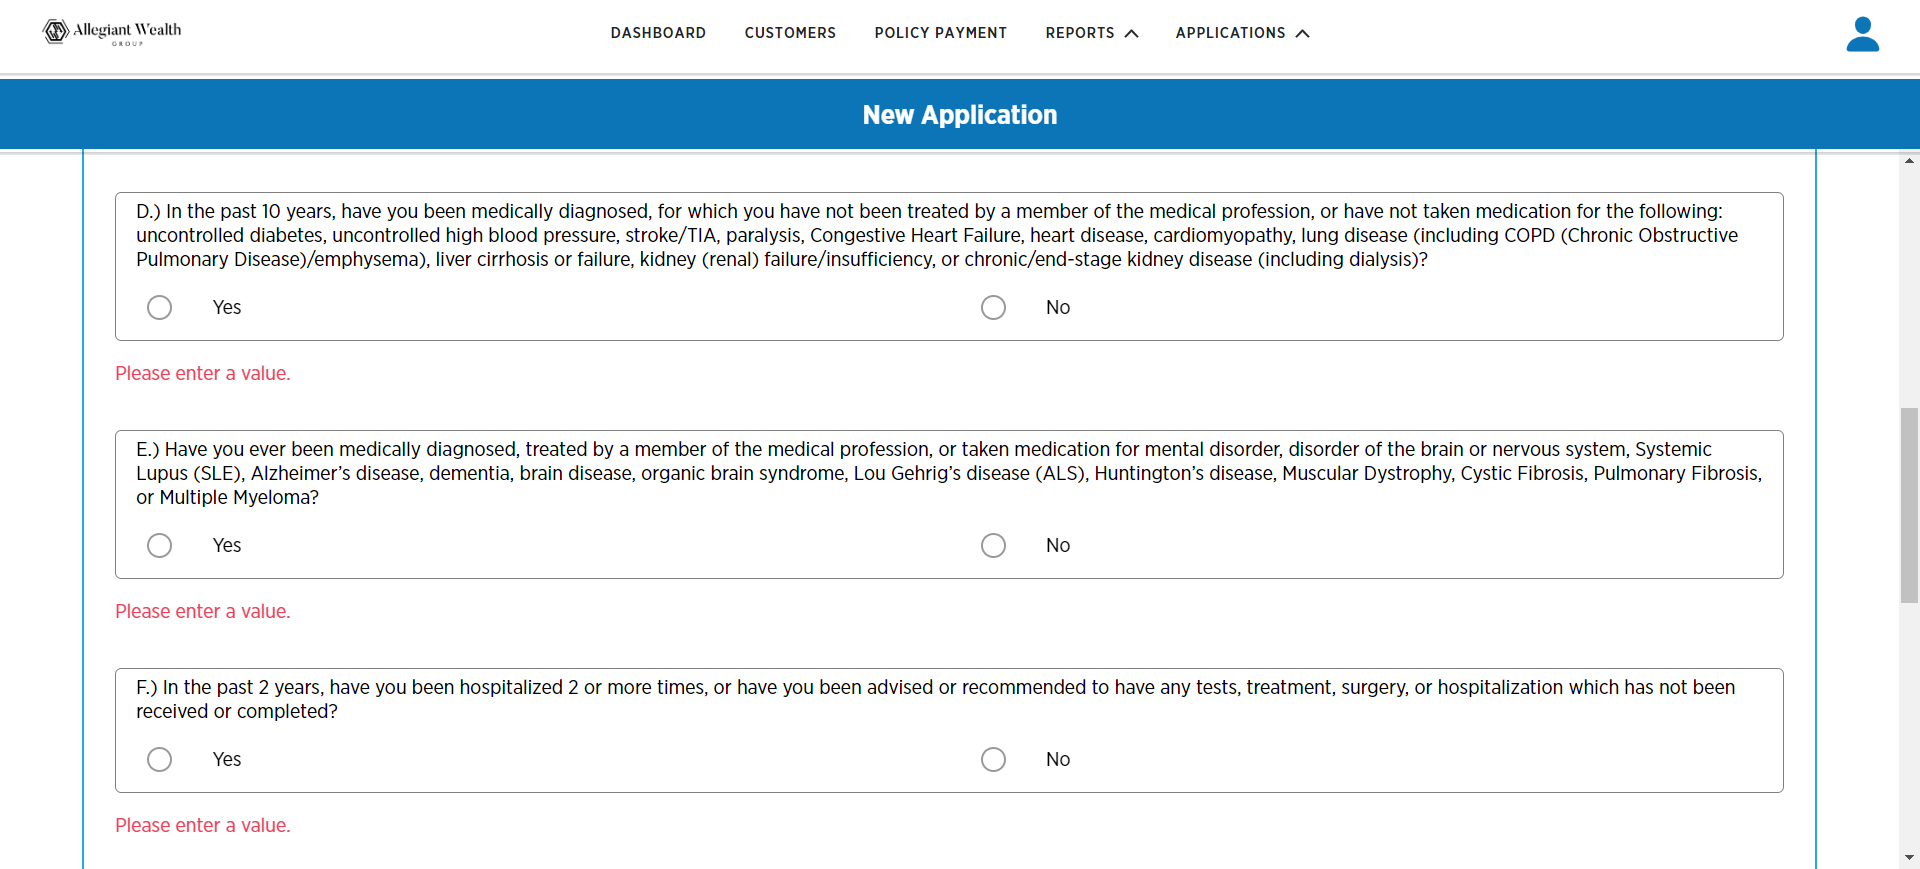 Allegiant Wealth
GROUP
DASHBOARD
CUSTOMERS
POLICY PAYMENT
REPORTS
APPLICATIONS
New Application
D.) In the past 10 years, have you been medically diagnosed, for which you have not been treated by a member of the medical profession, or have not taken medication for the following:
uncontrolled diabetes, uncontrolled high blood pressure, stroke/TIA, paralysis, Congestive Heart Failure, heart disease, cardiomyopathy, lung disease (including COPD (Chronic Obstructive
Pulmonary Disease)/emphysema), liver cirrhosis or failure, kidney (renal) failure/insufficiency, or chronic/end-stage kidney disease (including dialysis)?
Yes
No
Please enter a value.
E.) Have you ever been medically diagnosed, treated by a member of the medical profession, or taken medication for mental disorder, disorder of the brain or nervous system, Systemic
Lupus (SLE), Alzheimer’s disease, dementia, brain disease, organic brain syndrome, Lou Gehrig’s disease (ALS), Huntington’s disease, Muscular Dystrophy, Cystic Fibrosis, Pulmonary Fibrosis,
or Multiple Myeloma?
Yes
No
Please enter a value.
F.) In the past 2 years, have you been hospitalized 2 or more times, or have you been advised or recommended to have any tests, treatment, surgery, or hospitalization which has not been
received or completed?
Yes
No
Please enter a value.